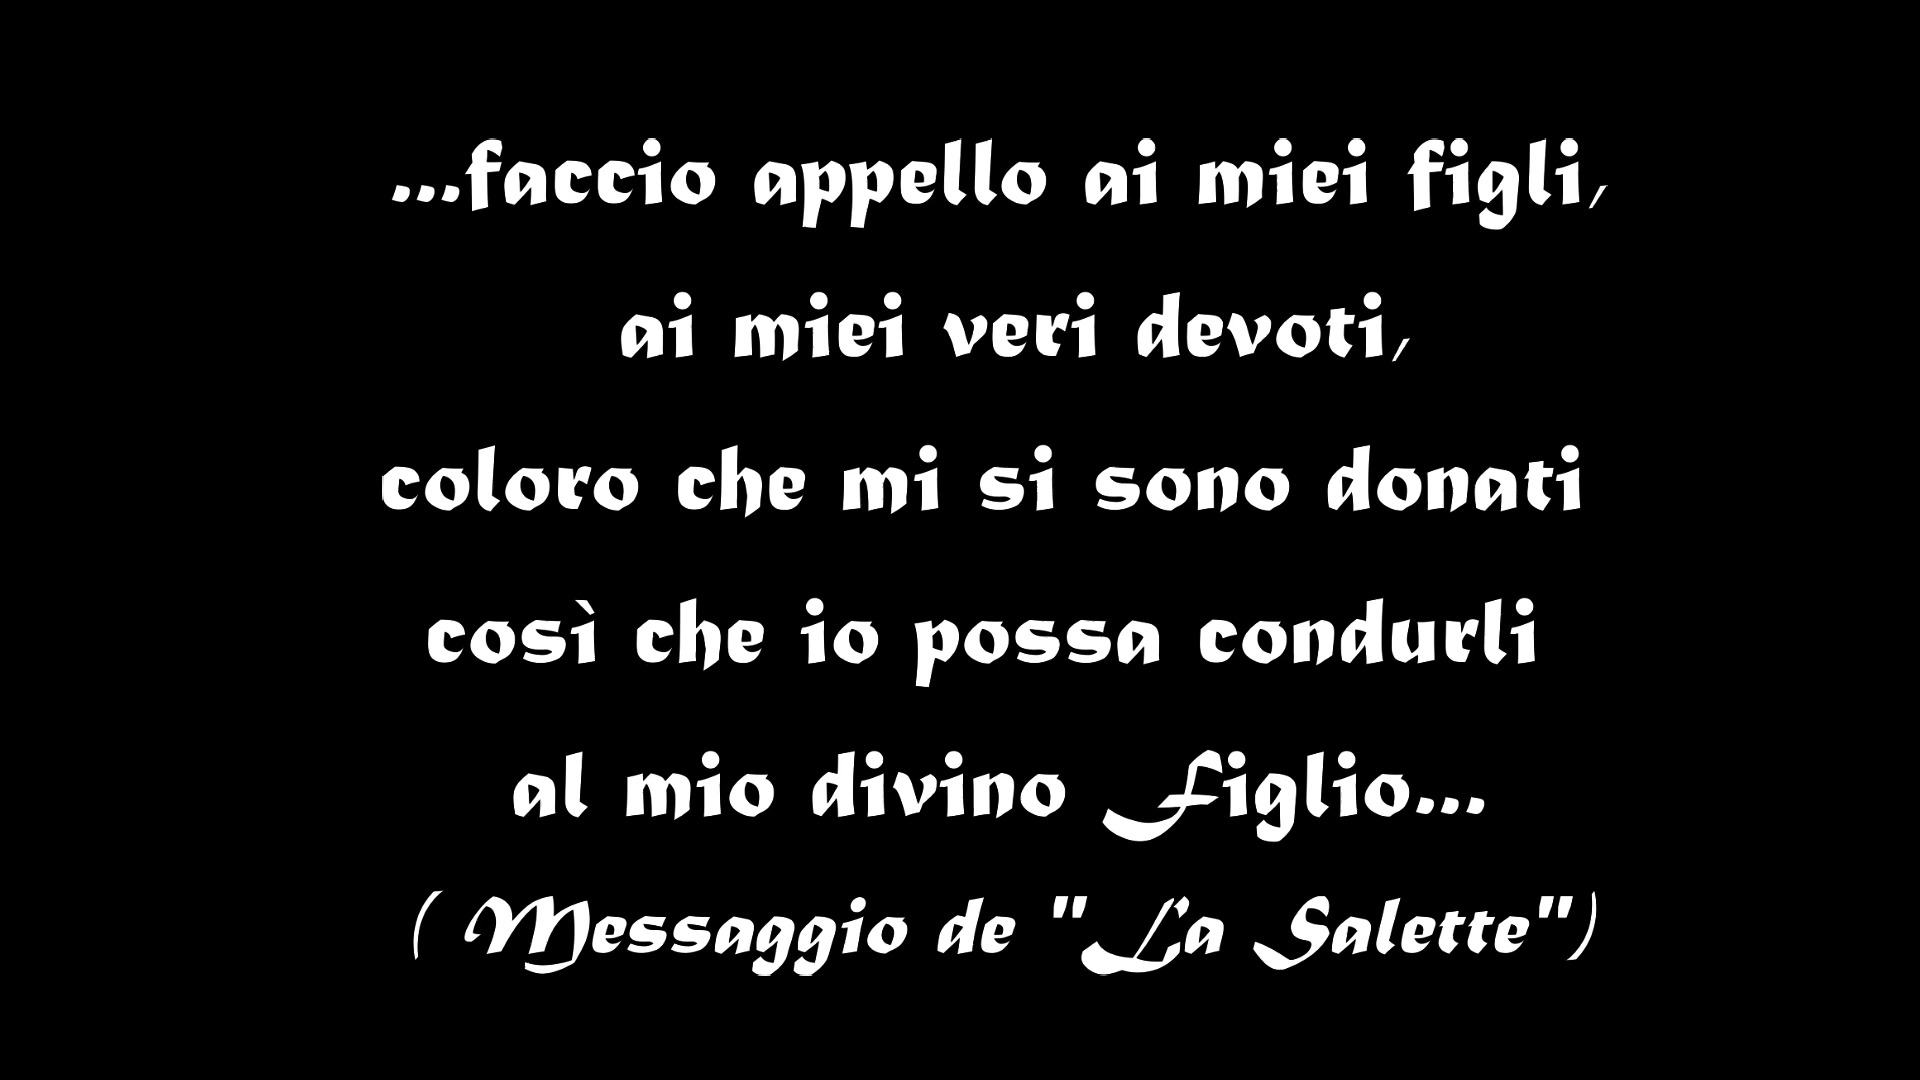 ...faccio appello ai miei figli,
ai miei veri devoti,
coloro che mi si sono donati
così che io possa condurli
al mio divino Figlio...
( Messaggio de "La Salette")